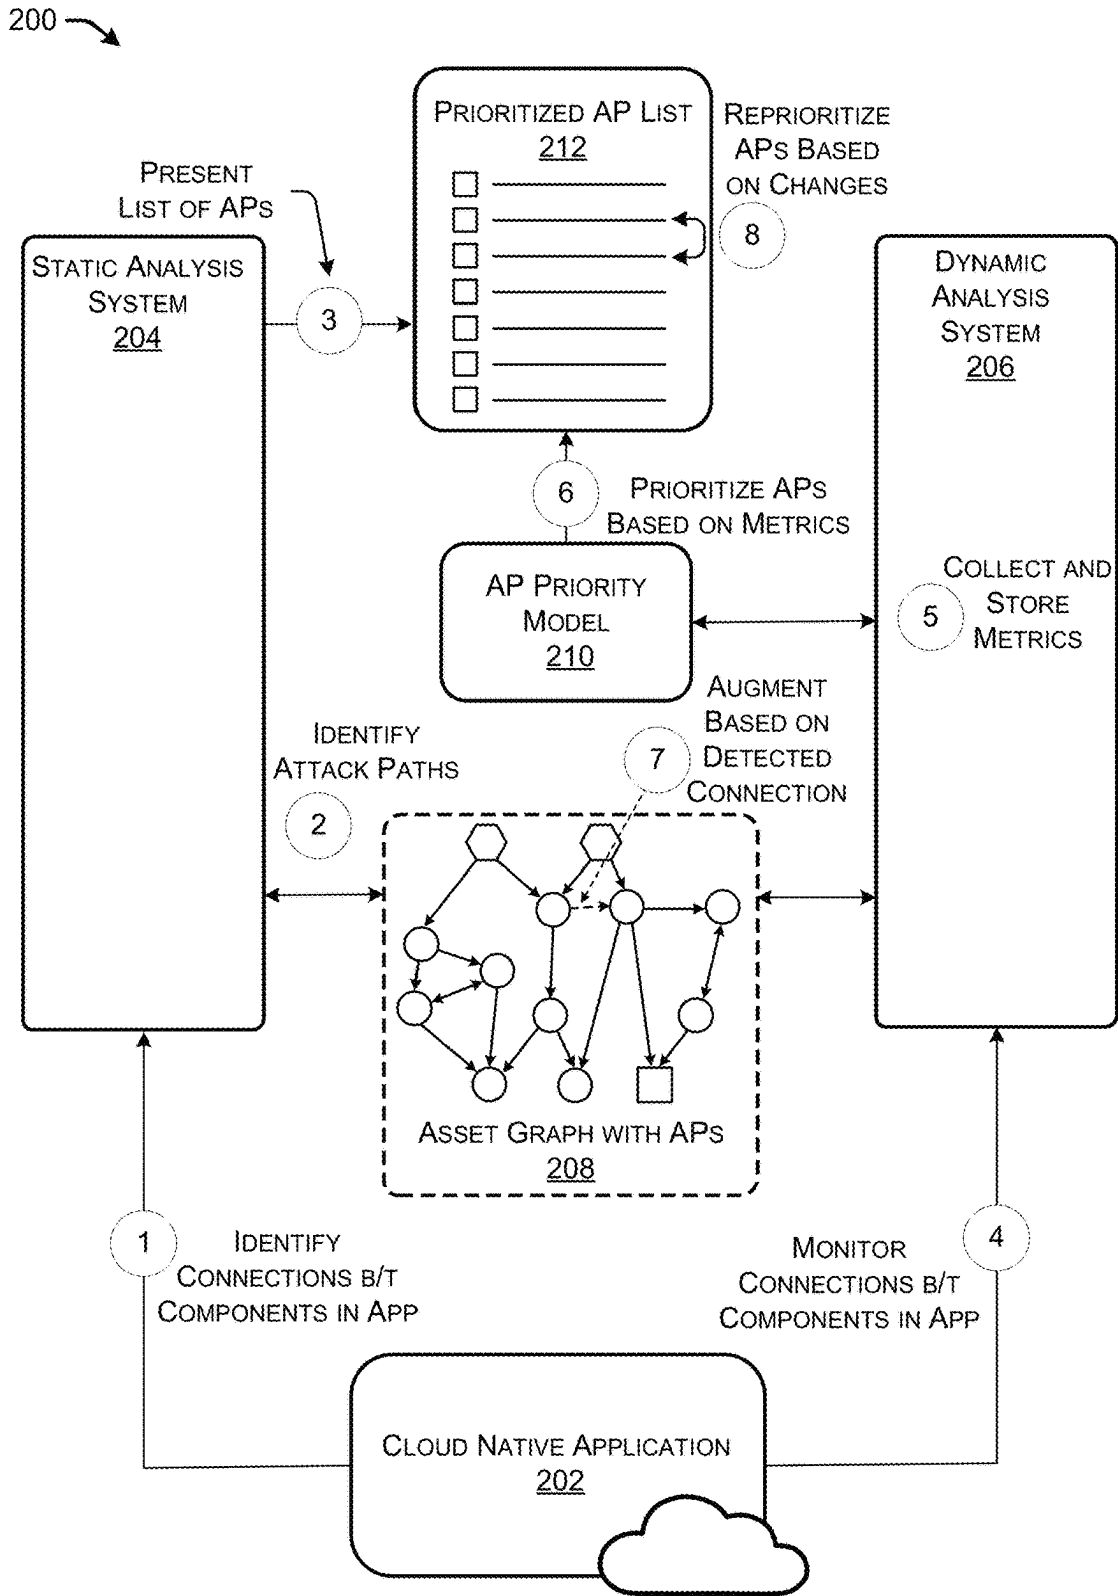 200
PRIORITIZED AP LIST
212
REPRIORITIZE
APS BASED
ON CHANGES
8
PRESENT
LIST OF APS
3
STATIC ANALYSIS
SYSTEM
204
DYNAMIC
ANALYSIS
SYSTEM
206
6
PRIORITIZE APS
BASED ON METRICS
AP PRIORITY
MODEL
210
5
COLLECT AND
STORE
METRICS
IDENTIFY
ATTACK PATHS
2
7
AUGMENT
BASED ON
DETECTED
CONNECTION
ASSET GRAPH WITH APS
208
1
IDENTIFY
CONNECTIONS B/T
COMPONENTS IN APP
MONITOR
CONNECTIONS B/T
COMPONENTS IN APP
4
CLOUD NATIVE APPLICATION
202